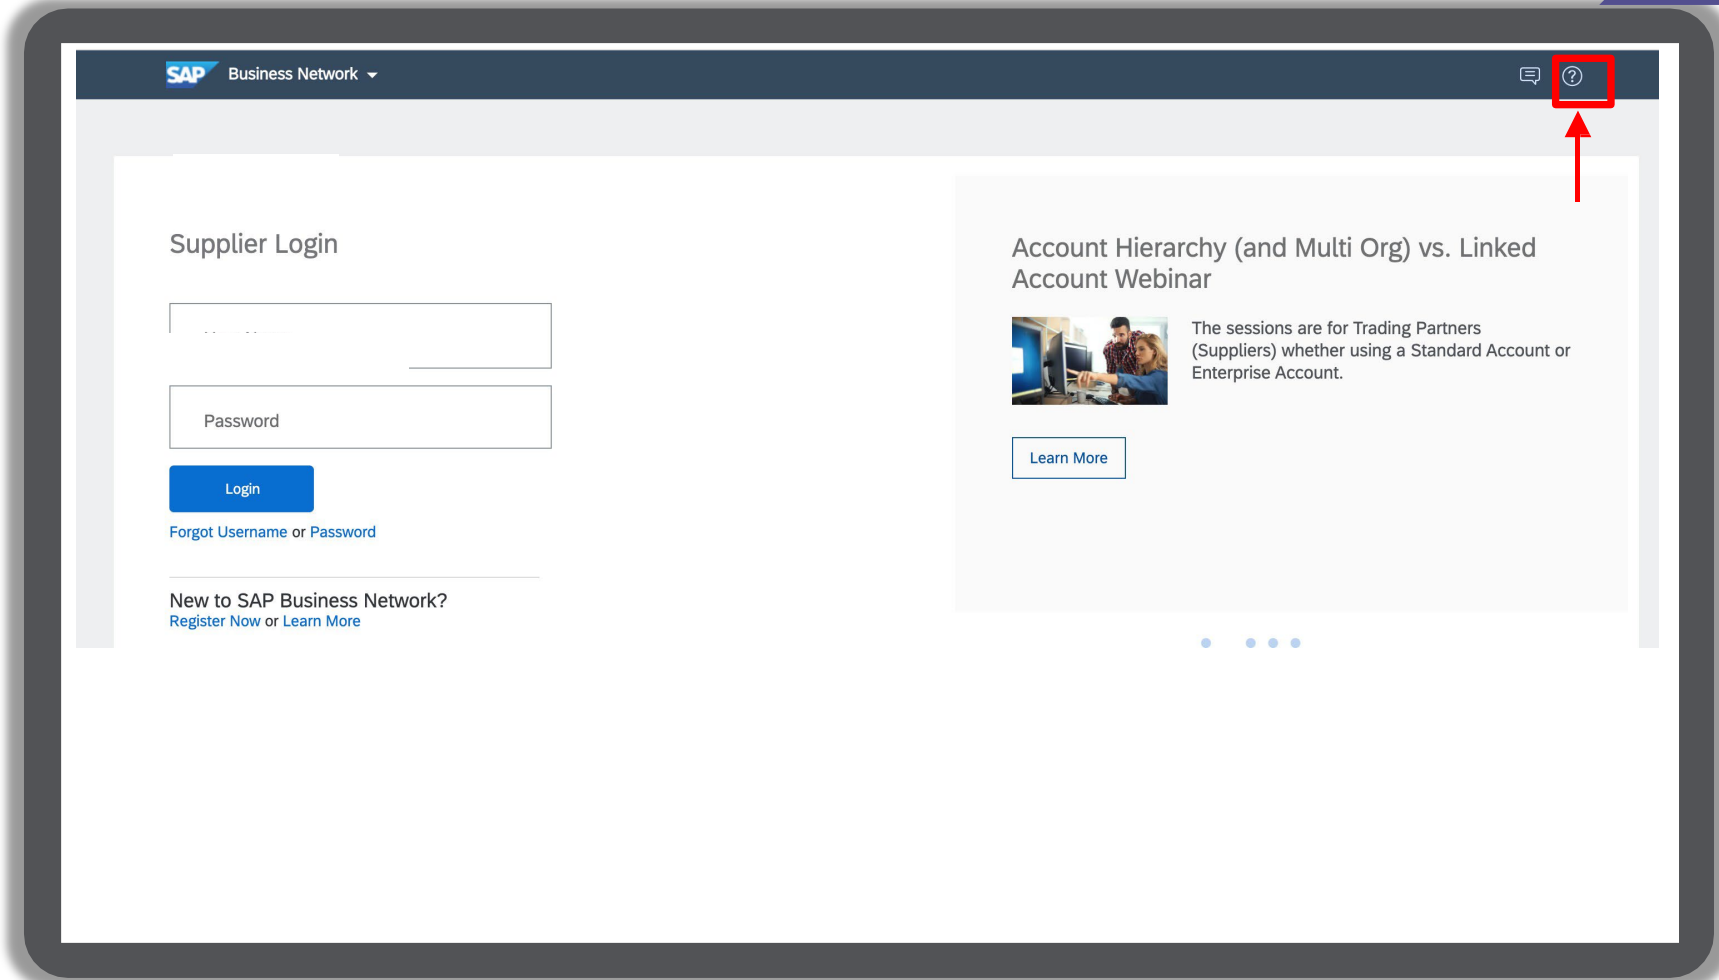 SAP Business Network
?
Supplier Login
Password
Login
Forgot Username or Password
New to SAP Business Network?
Register Now or Learn More
Account Hierarchy (and Multi Org) vs. Linked
Account Webinar
The sessions are for Trading Partners
(Suppliers) whether using a Standard Account or
Enterprise Account.
Learn More